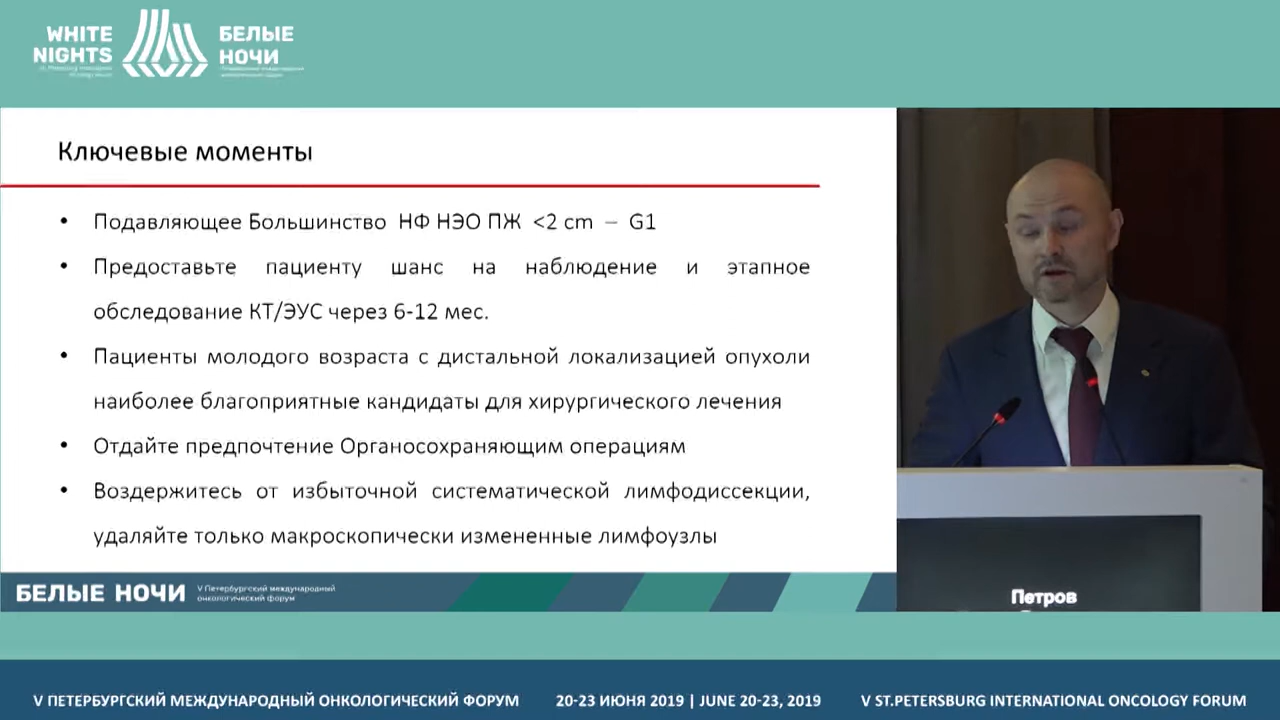 WHITE
NIGHTS
БЕЛЫЕ
НОЧИ
Ключевые моменты
• Подавляющее Большинство НФ НЭО ПЖ <2 cm – G1
• Предоставьте пациенту шанс на наблюдение и этапное
обследование КТ/ЭУС через 6-12 мес.
• Пациенты молодого возраста с дистальной локализацией опухоли
наиболее благоприятные кандидаты для хирургического лечения
• Отдайте предпочтение Органосохраняющим операциям
• Воздержитесь от избыточной систематической лимфодиссекции,
удаляйте только макроскопически измененные лимфоузлы
БЕЛЫЕ НОЧИ
V Петербургский международный
онкологический форум
Петров
V ПЕТЕРБУРГСКИЙ МЕЖДУНАРОДНЫЙ ОНКОЛОГИЧЕСКИЙ ФОРУМ 20-23 ИЮНЯ 2019 | JUNE 20-23, 2019 V ST.PETERSBURG INTERNATIONAL ONCOLOGY FORUM